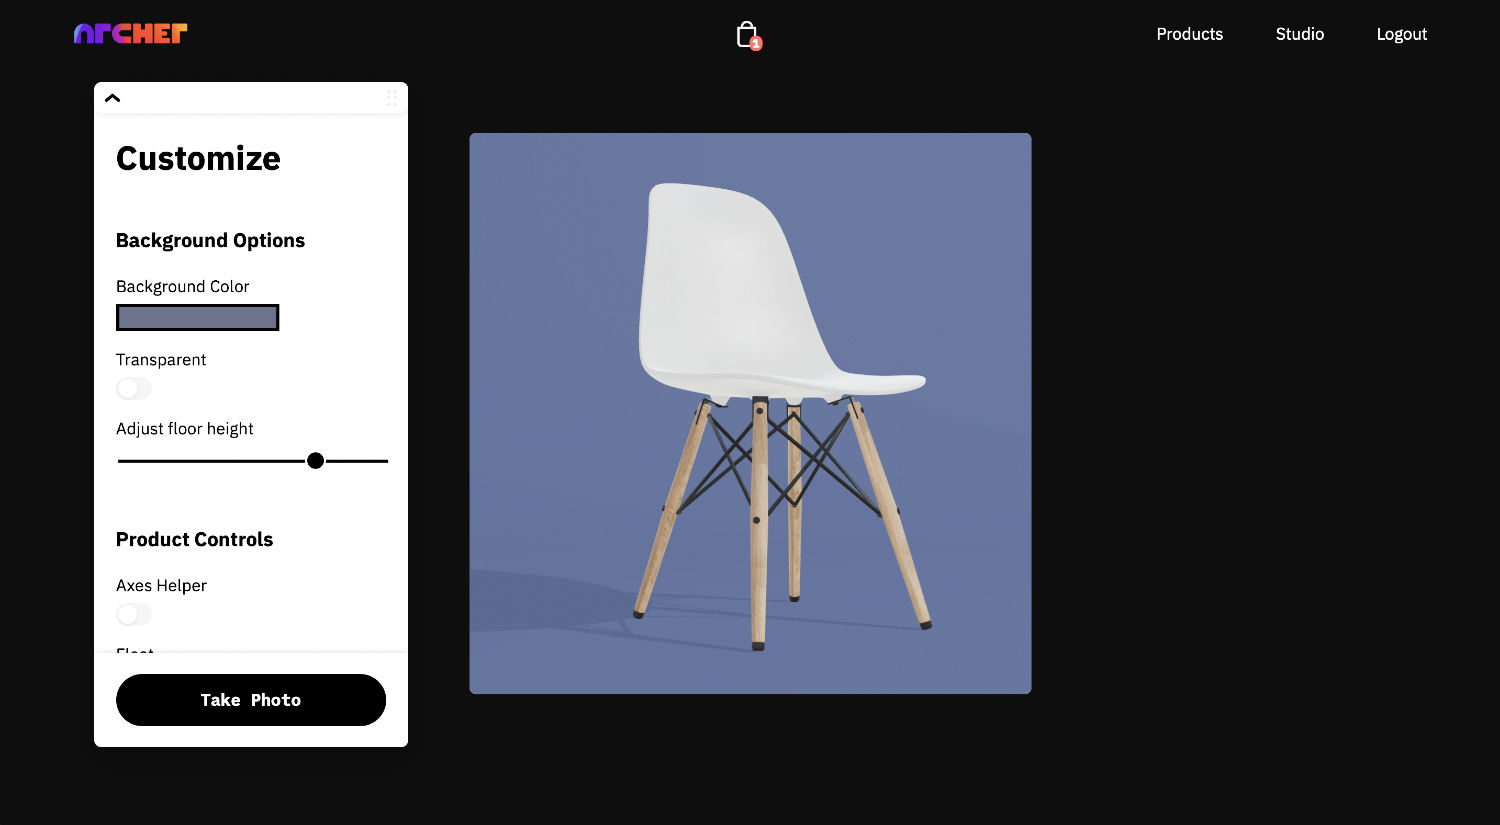 ARCHER
1
Products
Studio
Logout
Customize
Background Options
Background Color
Transparent
Adjust floor height
Product Controls
Axes Helper
Float
Take Photo